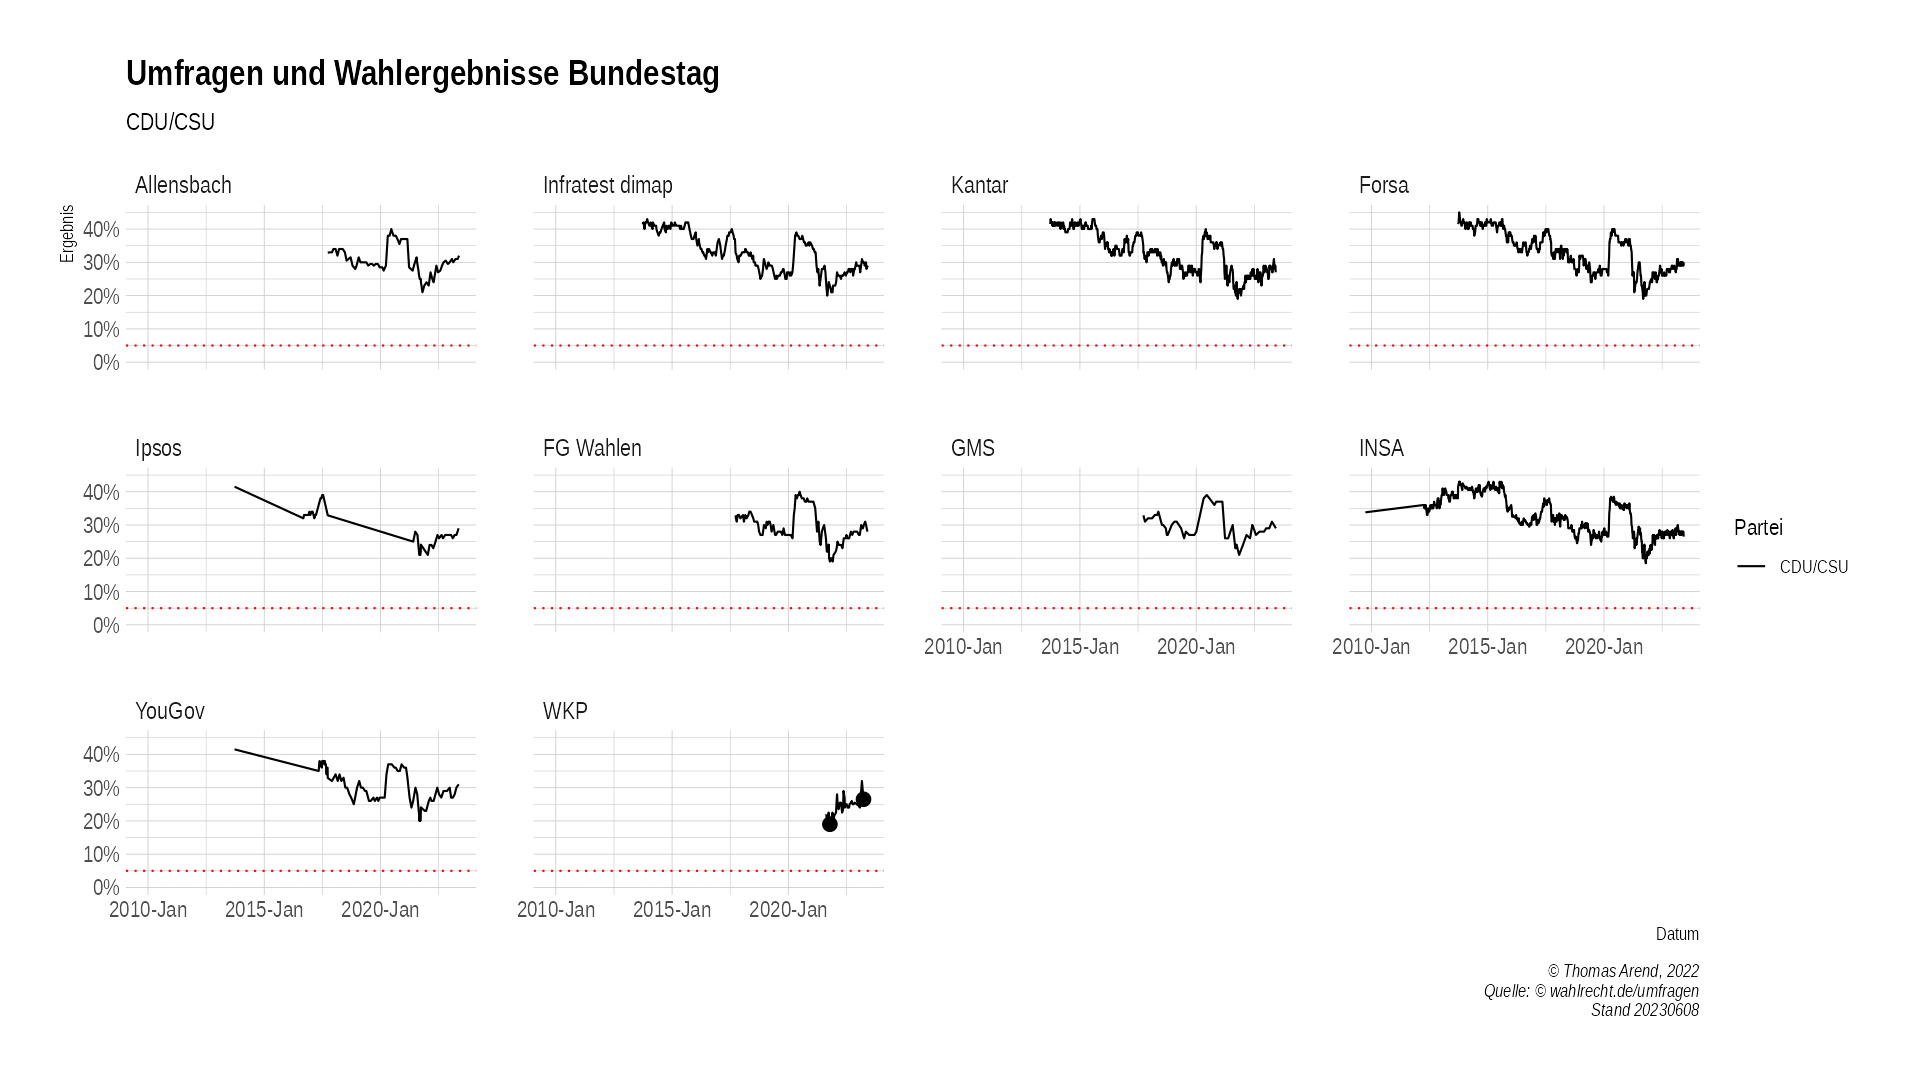 Umfragen und Wahlergebnisse Bundestag
CDU/CSU
Allensbach
Infratest dimap
Kantar
Forsa
Ergebnis
40%
30%
20%
10%
0%
Ipsos
FG Wahlen
GMS
INSA
40%
30%
20%
10%
0%
2010-Jan 2015-Jan 2020-Jan
2010-Jan 2015-Jan 2020-Jan
Partei
CDU/CSU
YouGov
WKP
40%
30%
20%
10%
0%
2010-Jan 2015-Jan 2020-Jan
2010-Jan 2015-Jan 2020-Jan
Datum
© Thomas Arend, 2022
Quelle: © wahlrecht.de/umfragen
Stand 20230608